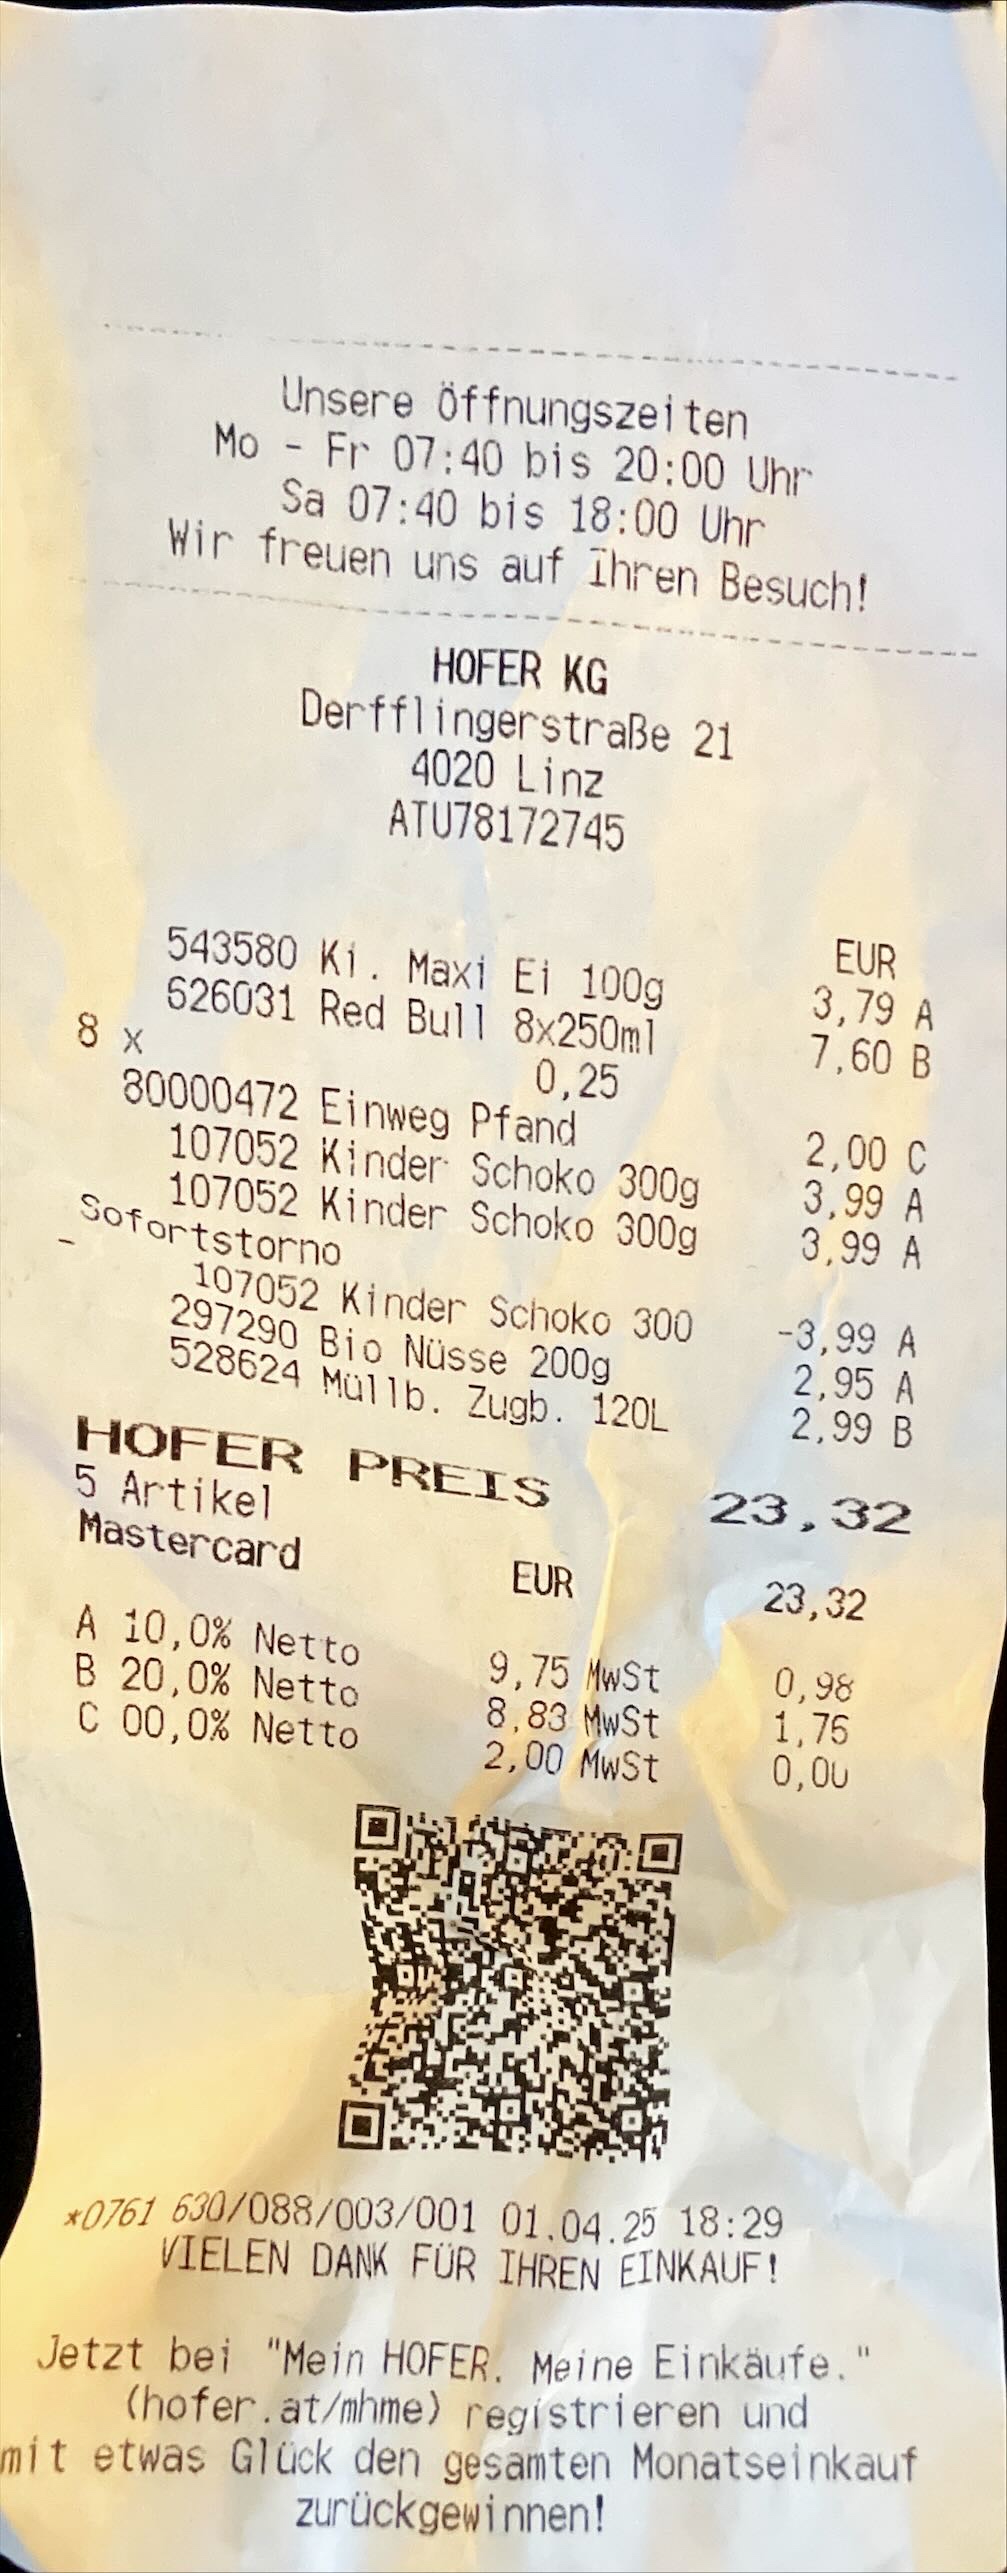 Unsere Öffnungszeiten
Mo - Fr 07:40 bis 20:00 Uhr
Sa 07:40 bis 18:00 Uhr
Wir freuen uns auf Ihren Besuch!
HOFER KG
Derfflingerstraße 21
4020 Linz
ATU78172745
EUR
543580 Ki. Maxi Ei 100g 3,79 A
626031 Red Bull 8x250ml 7,60 B
8 x 0,25
80000472 Einweg Pfand 2,00 C
107052 Kinder Schoko 300g 3,99 A
107052 Kinder Schoko 300g 3,99 A
Sofortstorno
- 107052 Kinder Schoko 300 -3,99 A
297290 Bio Nüsse 200g 2,95 A
528624 Müllb. Zugb. 120L 2,99 B
HOFER PREIS 23,32
5 Artikel
Mastercard EUR 23,32
A 10,0% Netto 9,75 MwSt 0,98
B 20,0% Netto 8,83 MwSt 1,76
C 00,0% Netto 2,00 MwSt 0,00
*0761 630/088/003/001 01.04.25 18:29
VIELEN DANK FÜR IHREN EINKAUF!
Jetzt bei "Mein HOFER. Meine Einkäufe."
(hofer.at/mhme) registrieren und
mit etwas Glück den gesamten Monatseinkauf
zurückgewinnen!